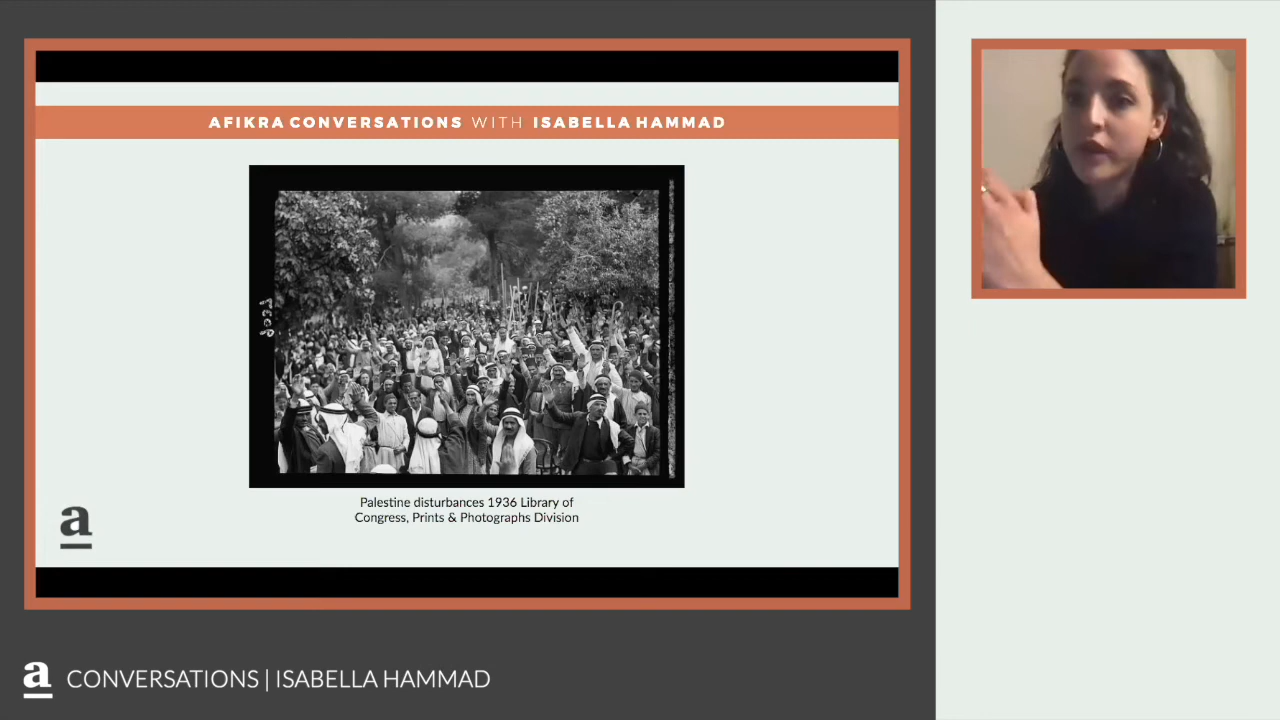 AFIKRA CONVERSATIONS WITH ISABELLA HAMMAD
Palestine disturbances 1936 Library of
Congress, Prints & Photographs Division
a
a CONVERSATIONS | ISABELLA HAMMAD